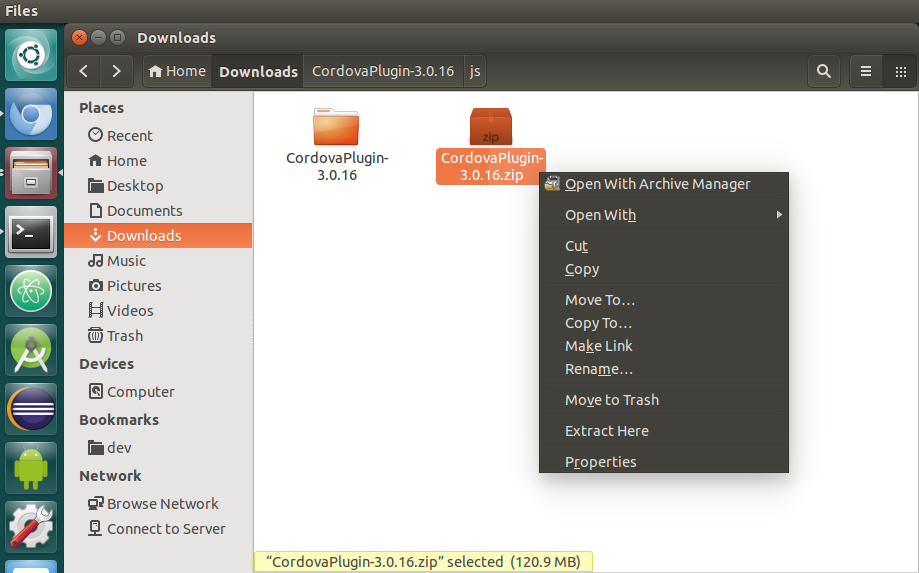 Files
Downloads
Home
Downloads
CordovaPlugin-3.0.16
js
Places
Recent
Home
Desktop
Documents
Downloads
Music
Pictures
Videos
Trash
Devices
Computer
Bookmarks
dev
Network
Browse Network
Connect to Server
CordovaPlugin-
3.0.16
zip
CordovaPlugin-
3.0.16.zip
Open With Archive Manager
Open With
Cut
Copy
Move To…
Copy To…
Make Link
Rename…
Move to Trash
Extract Here
Properties
“CordovaPlugin-3.0.16.zip” selected (120.9 MB)